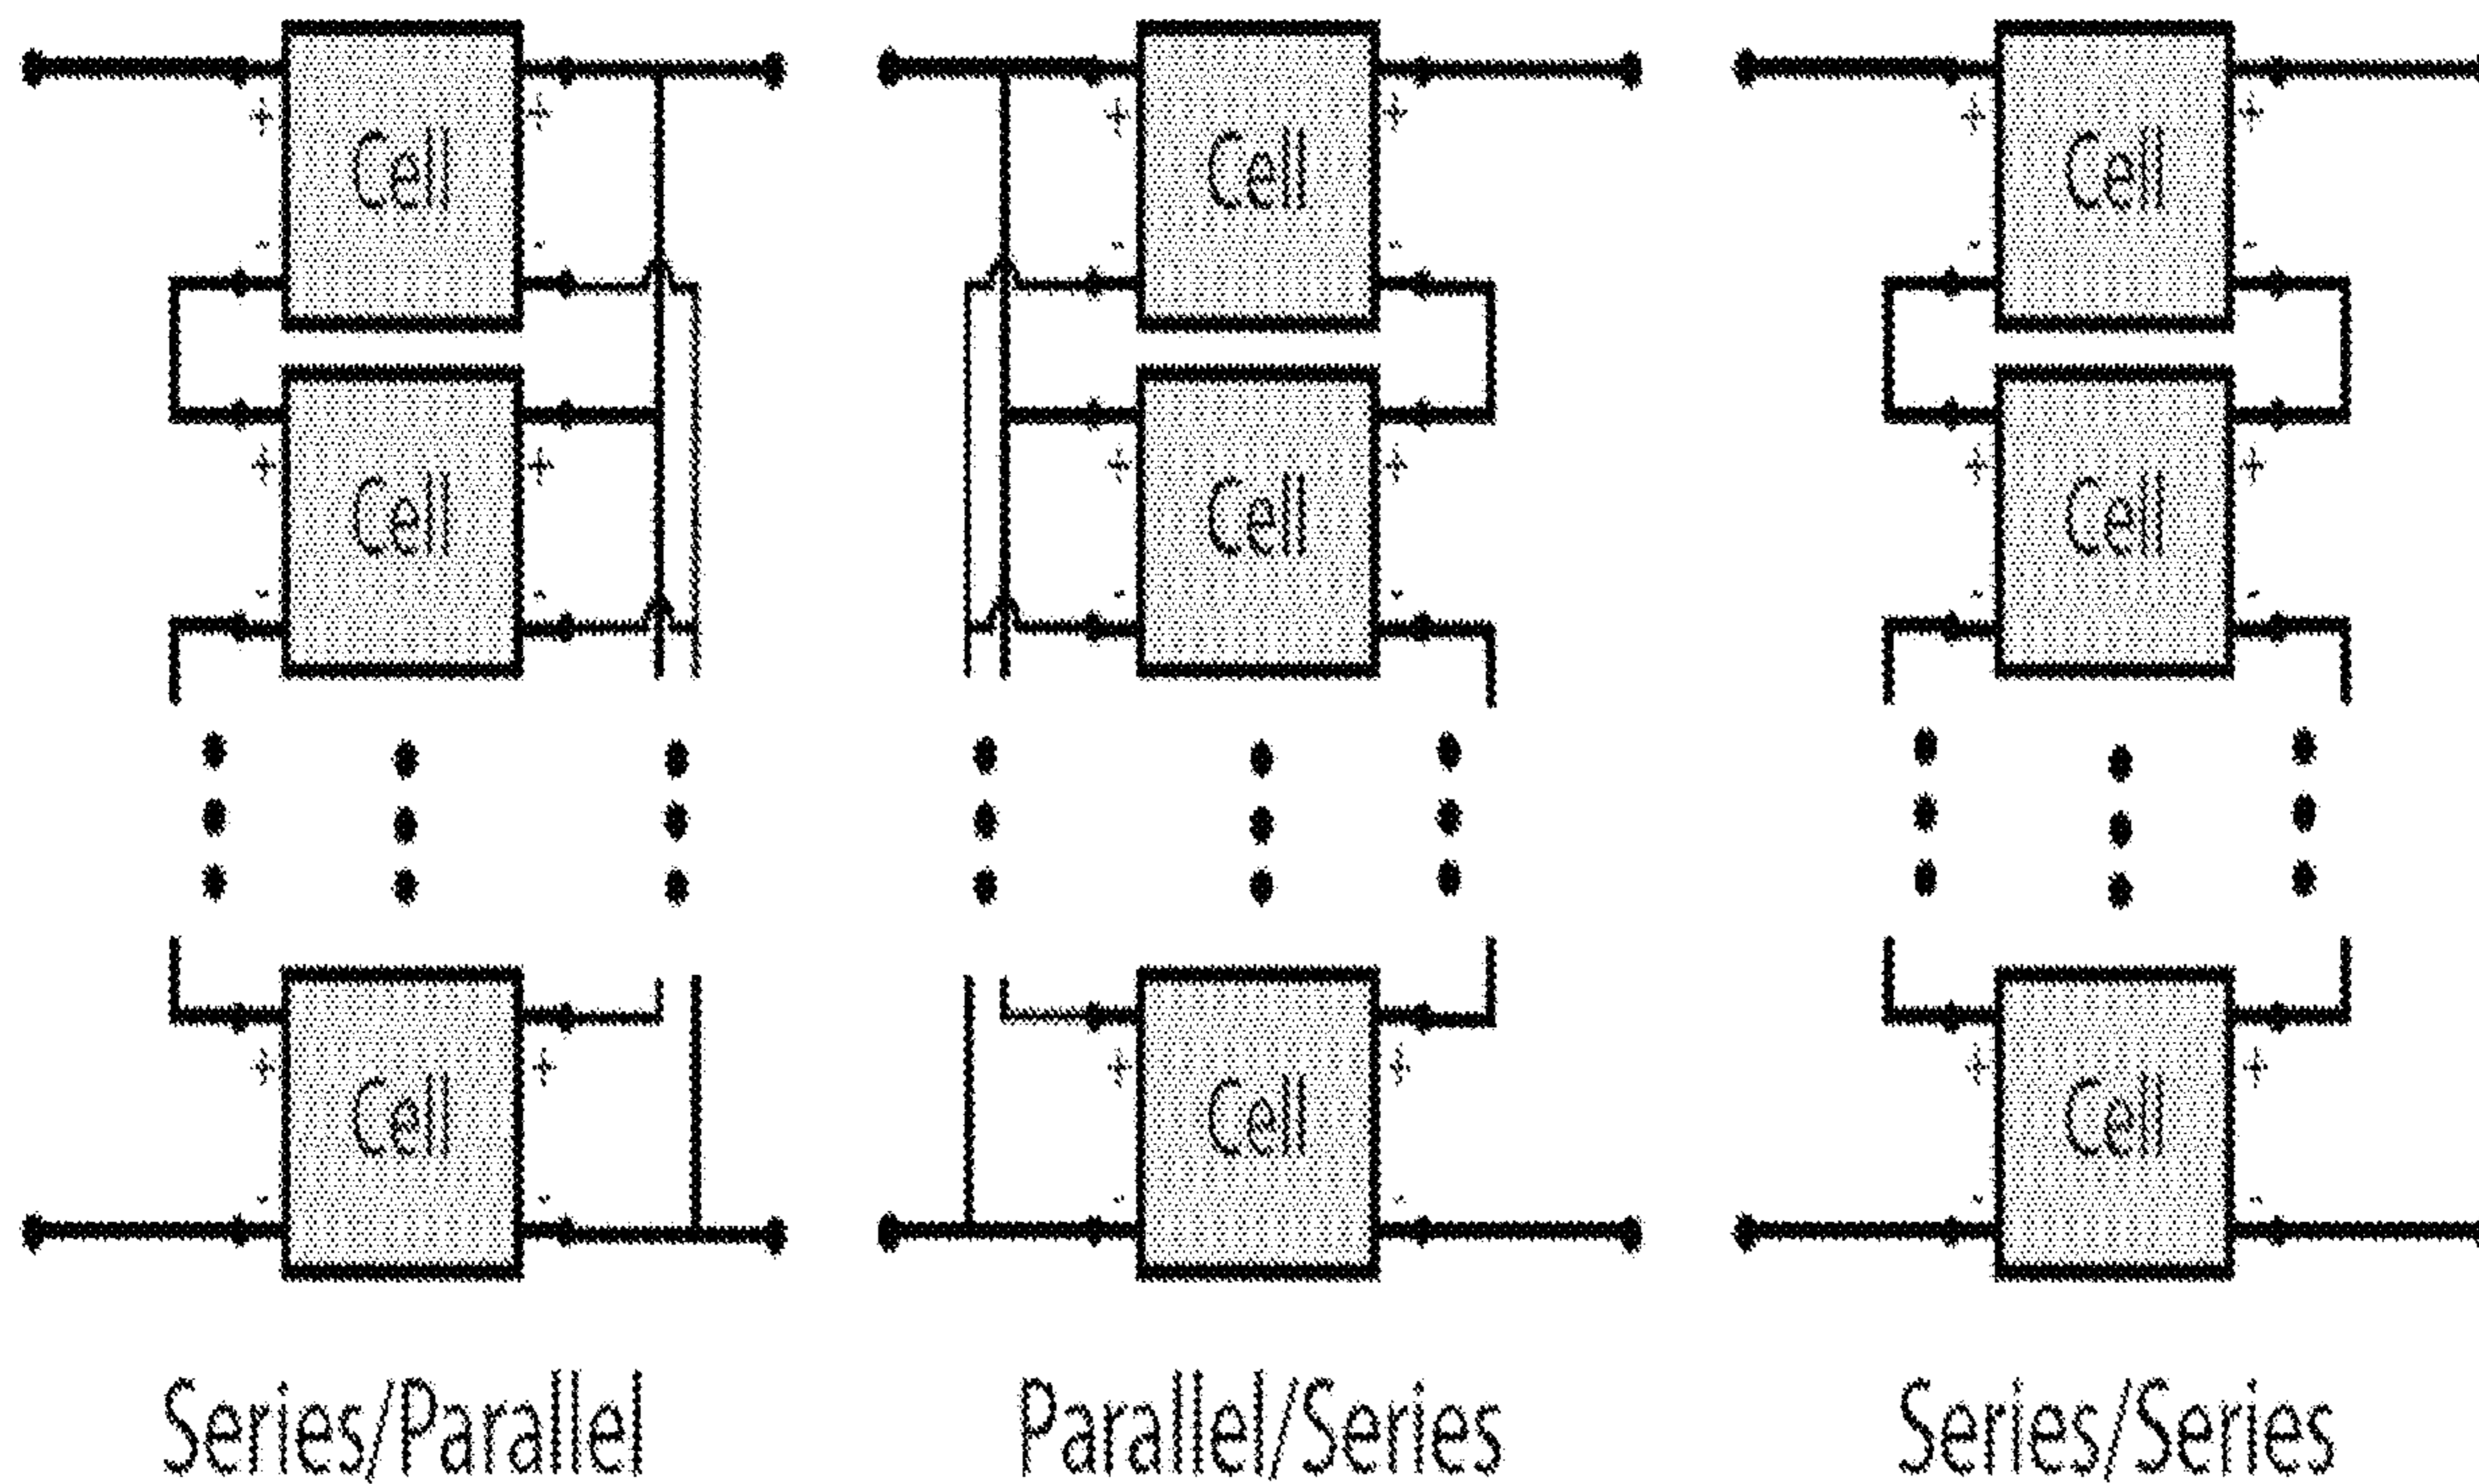 + + + + + +
Cell Cell Cell
- - - - - -
+ + + + + +
Cell Cell Cell
- - - - - -
+ + + + + +
Cell Cell Cell
- - - - - -
Series/Parallel Parallel/Series Series/Series